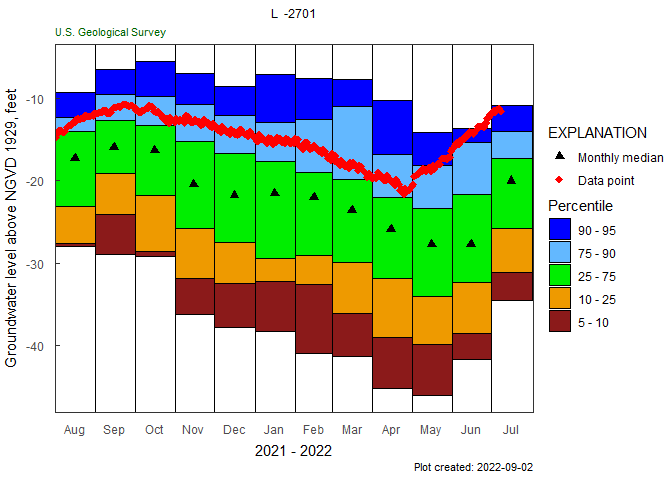 L -2701
U.S. Geological Survey
Groundwater level above NGVD 1929, feet
-10
-20
-30
-40
Aug Sep Oct Nov Dec Jan Feb Mar Apr May Jun Jul
2021 - 2022
Plot created: 2022-09-02
EXPLANATION
Monthly median
Data point
Percentile
90 - 95
75 - 90
25 - 75
10 - 25
5 - 10